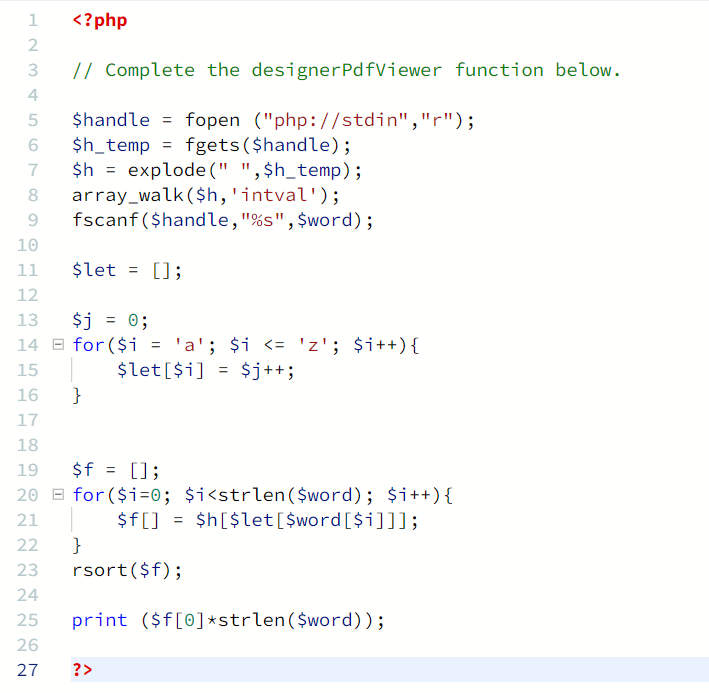 1 <?php
2
3 // Complete the designerPdfViewer function below.
4
5 $handle = fopen ("php://stdin","r");
6 $h_temp = fgets($handle);
7 $h = explode(" ",$h_temp);
8 array_walk($h,'intval');
9 fscanf($handle,"%s",$word);
10
11 $let = [];
12
13 $j = 0;
14 for($i = 'a'; $i <= 'z'; $i++){
15     $let[$i] = $j++;
16 }
17
18
19 $f = [];
20 for($i=0; $i<strlen($word); $i++){
21     $f[] = $h[$let[$word[$i]]];
22 }
23 rsort($f);
24
25 print ($f[0]*strlen($word));
26
27 ?>